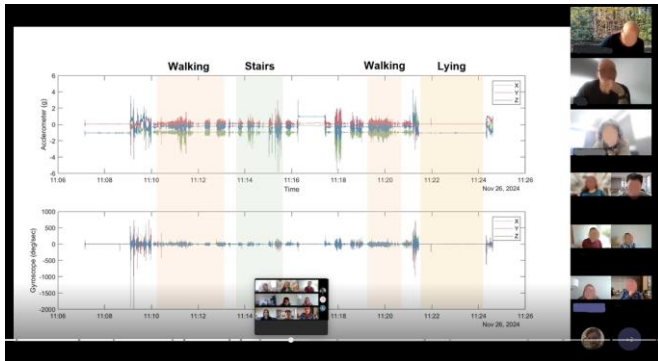 Walking
Stairs
Walking
Lying
Acclerometer (g)
6
4
2
0
-2
-4
-6
X
Y
Z
11:06
11:08
11:10
11:12
11:14
11:16
11:18
11:20
11:22
11:24
11:26
Time
Nov 26, 2024
Gyroscope (deg/sec)
1000
500
0
-500
-1000
-1500
-2000
X
Y
Z
11:06
11:08
11:10
11:12
11:14
11:16
11:18
11:20
11:22
11:24
11:26
Nov 26, 2024